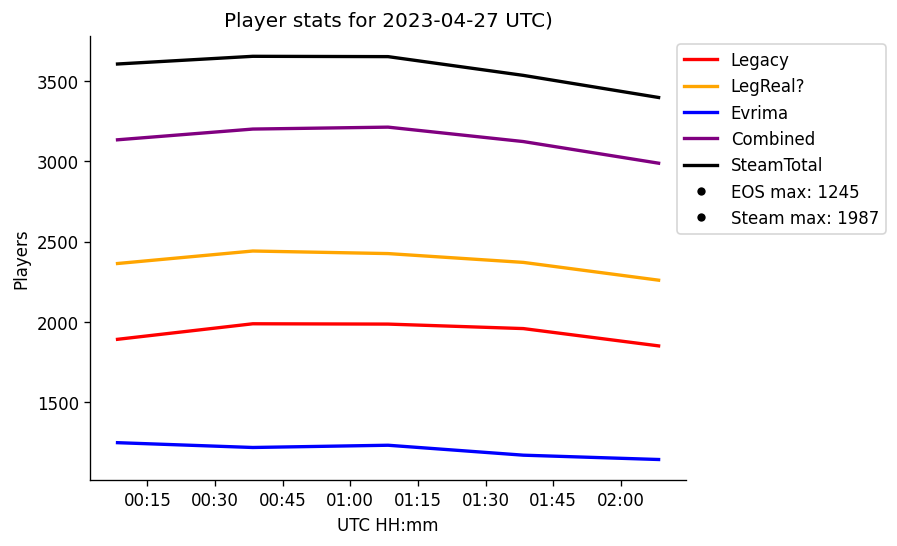 Player stats for 2023-04-27 UTC)
3500
3000
2500
2000
1500
Players
00:15 00:30 00:45 01:00 01:15 01:30 01:45 02:00
UTC HH:mm
Legacy
LegReal?
Evrima
Combined
SteamTotal
EOS max: 1245
Steam max: 1987